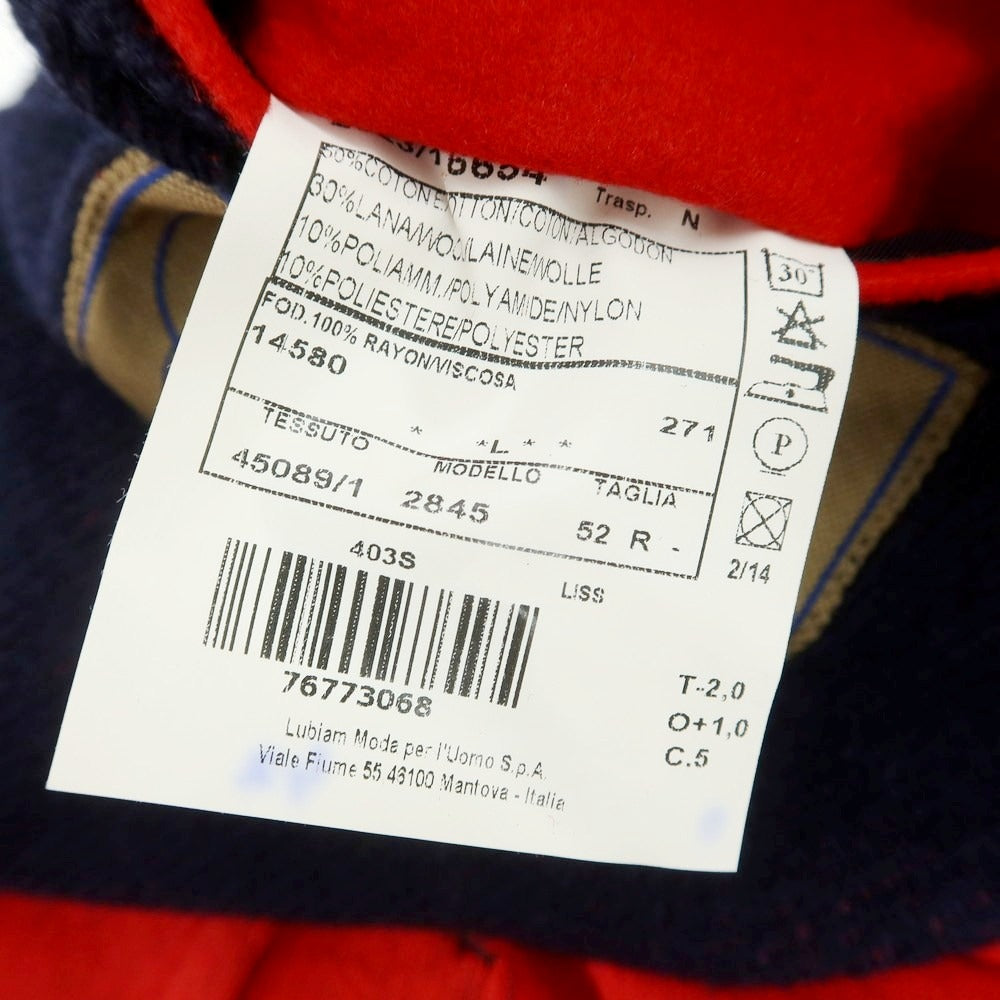 Trasp. N
50%COTONE/COTTON/COTON/ALGODON
30%LANA/WOOL/LAINE/WOLLE
10%POLIAMM./POLYAMIDE/NYLON
10%POLIESTERE/POLYESTER
FOD.100% RAYON/VISCOSA
14580
271
* *L* *
TESSUTO MODELLO TAGLIA
45089/1 2845 52 R -
403S
LISS
76773068
Lubiam Moda per l'Uomo S.p.A.
Viale Fiume 55 46100 Mantova - Italia
30°
P
2/14
T-2,0
O+1,0
C.5